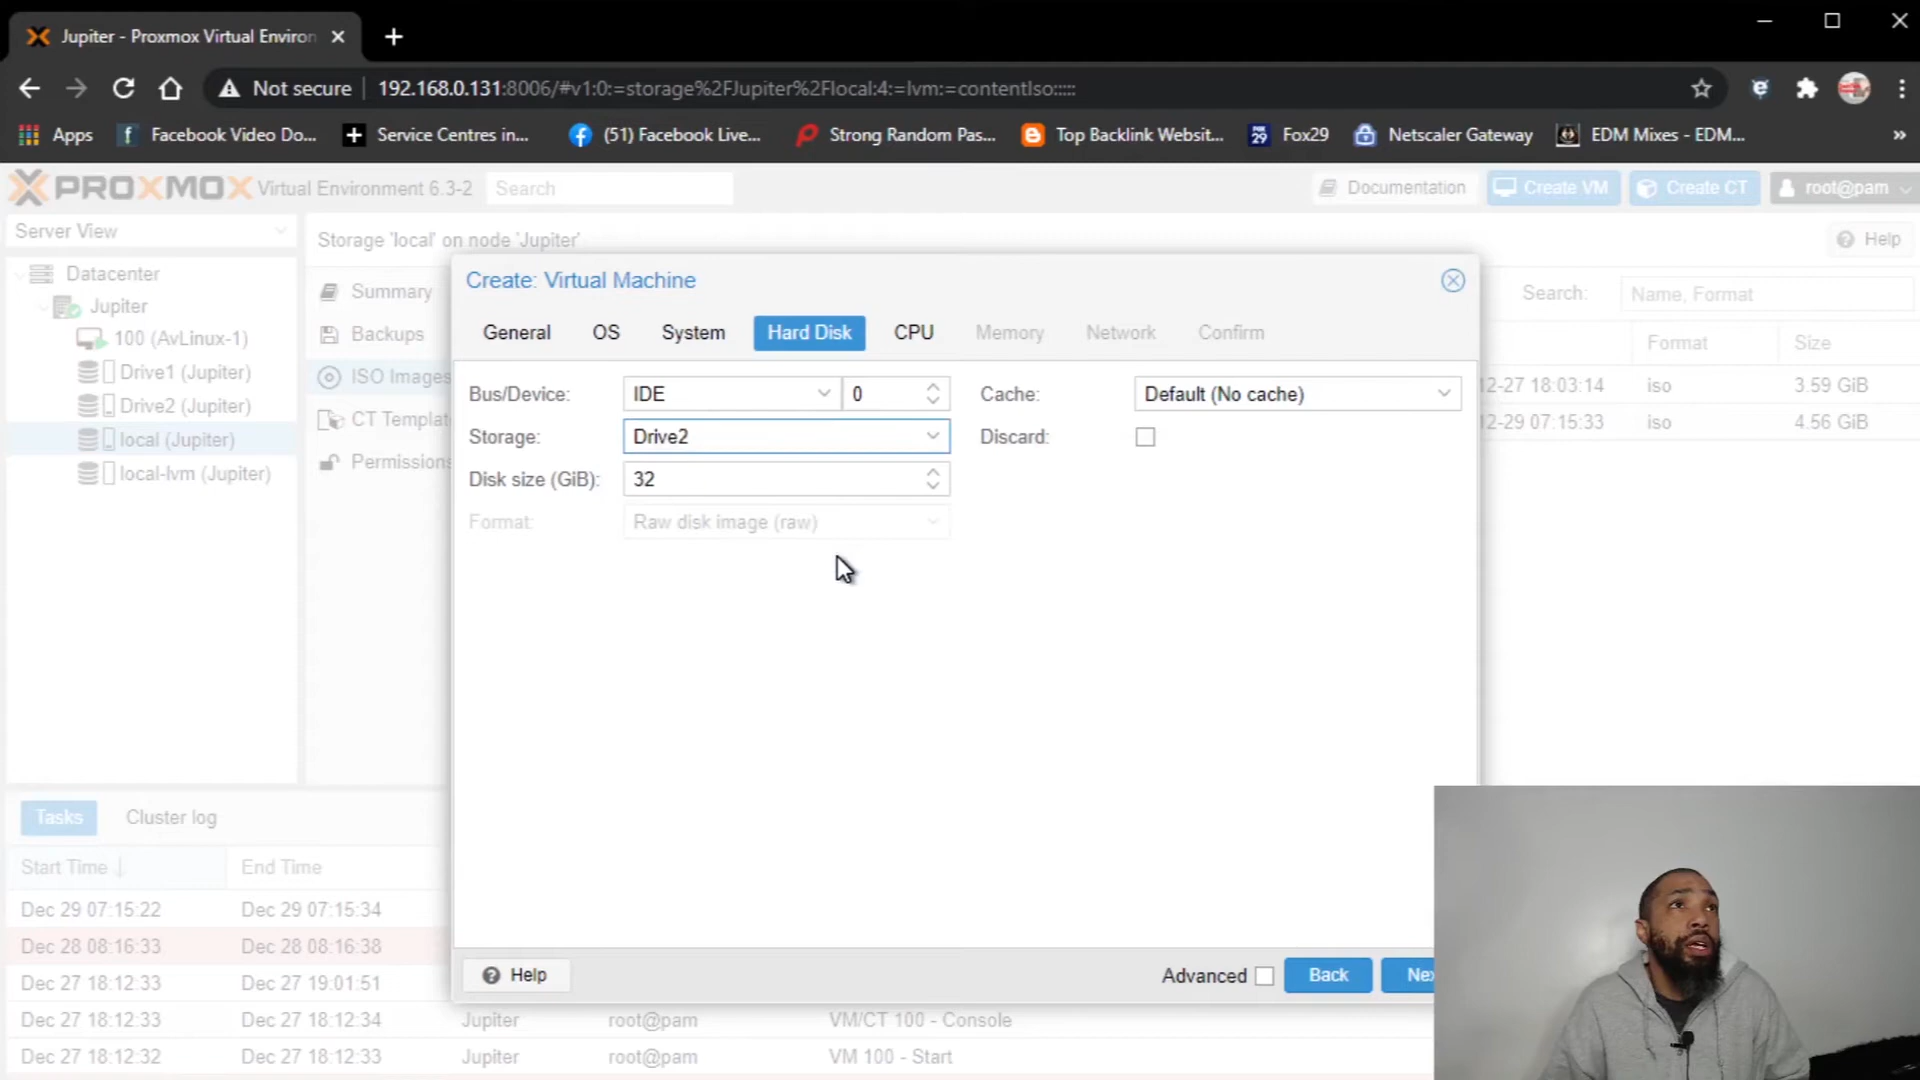 Jupiter - Proxmox Virtual Environ
Not secure 192.168.0.131:8006/#v1:0:=storage%2FJupiter%2Flocal:4:=lvm:=contentIso:::::
Apps Facebook Video Do... Service Centres in... (51) Facebook Live... Strong Random Pas... Top Backlink Websit... Fox29 Netscaler Gateway EDM Mixes - EDM... »
PROXMOX Virtual Environment 6.3-2 Search Documentation Create VM Create CT root@pam
Server View
Storage 'local' on node 'Jupiter' Help
Datacenter
Jupiter
100 (AvLinux-1)
Drive1 (Jupiter)
Drive2 (Jupiter)
local (Jupiter)
local-lvm (Jupiter)
Summary
Backups
ISO Images
CT Templat
Permissions
Search: Name, Format
Format Size
12-27 18:03:14 iso 3.59 GiB
12-29 07:15:33 iso 4.56 GiB
Create: Virtual Machine
General OS System Hard Disk CPU Memory Network Confirm
Bus/Device: IDE 0 Cache: Default (No cache)
Storage: Drive2 Discard:
Disk size (GiB): 32
Format: Raw disk image (raw)
Help Advanced Back Nex
Tasks Cluster log
Start Time End Time
Dec 29 07:15:22 Dec 29 07:15:34
Dec 28 08:16:33 Dec 28 08:16:38
Dec 27 18:12:33 Dec 27 19:01:51
Dec 27 18:12:33 Dec 27 18:12:34 Jupiter root@pam VM/CT 100 - Console
Dec 27 18:12:32 Dec 27 18:12:33 Jupiter root@pam VM 100 - Start